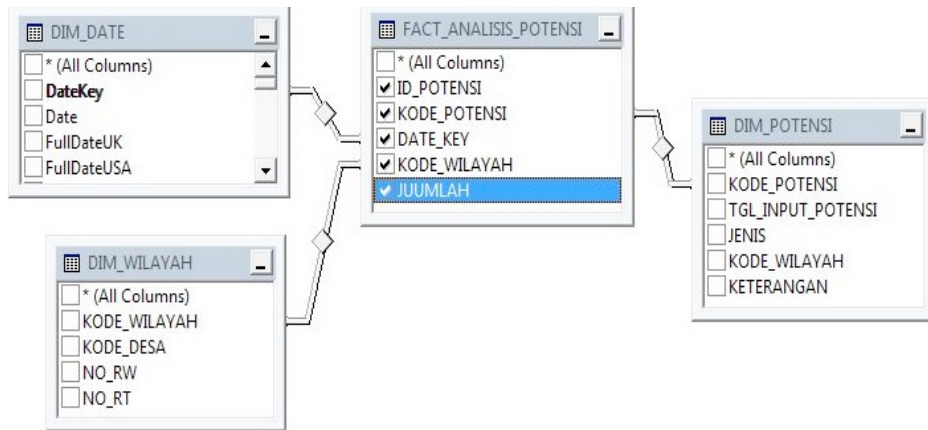 DIM_DATE
* (All Columns)
DateKey
Date
FullDateUK
FullDateUSA
FACT_ANALISIS_POTENSI
* (All Columns)
ID_POTENSI
KODE_POTENSI
DATE_KEY
KODE_WILAYAH
JUUMLAH
DIM_POTENSI
* (All Columns)
KODE_POTENSI
TGL_INPUT_POTENSI
JENIS
KODE_WILAYAH
KETERANGAN
DIM_WILAYAH
* (All Columns)
KODE_WILAYAH
KODE_DESA
NO_RW
NO_RT